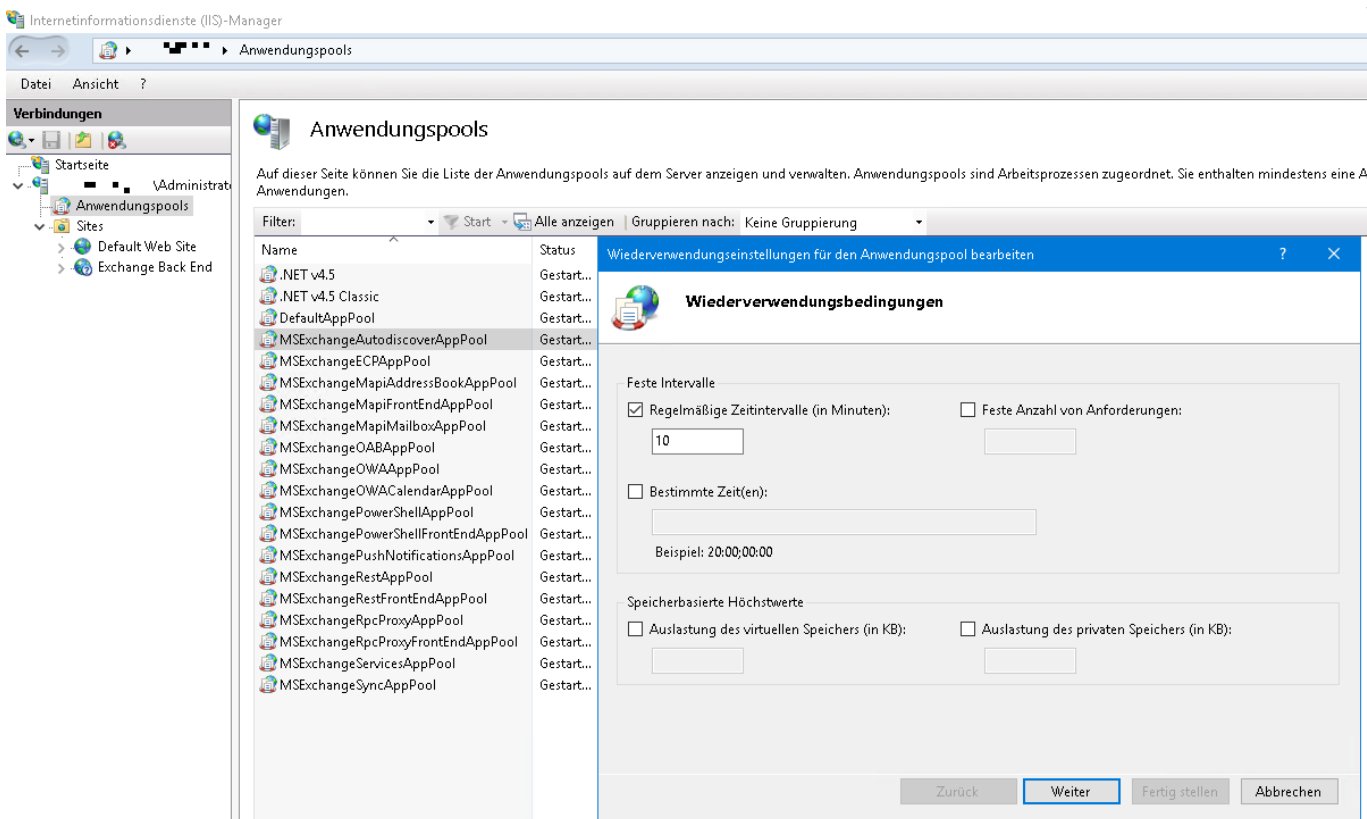 Internetinformationsdienste (IIS)-Manager
Anwendungspools
Datei Ansicht ?
Verbindungen
Startseite
\Administrat
Anwendungspools
Sites
Default Web Site
Exchange Back End
Anwendungspools
Auf dieser Seite können Sie die Liste der Anwendungspools auf dem Server anzeigen und verwalten. Anwendungspools sind Arbeitsprozessen zugeordnet. Sie enthalten mindestens eine A
Anwendungen.
Filter: Start Alle anzeigen Gruppieren nach: Keine Gruppierung
Name Status
.NET v4.5 Gestart...
.NET v4.5 Classic Gestart...
DefaultAppPool Gestart...
MSExchangeAutodiscoverAppPool Gestart...
MSExchangeECPAppPool Gestart...
MSExchangeMapiAddressBookAppPool Gestart...
MSExchangeMapiFrontEndAppPool Gestart...
MSExchangeMapiMailboxAppPool Gestart...
MSExchangeOABAppPool Gestart...
MSExchangeOWAAppPool Gestart...
MSExchangeOWACalendarAppPool Gestart...
MSExchangePowerShellAppPool Gestart...
MSExchangePowerShellFrontEndAppPool Gestart...
MSExchangePushNotificationsAppPool Gestart...
MSExchangeRestAppPool Gestart...
MSExchangeRestFrontEndAppPool Gestart...
MSExchangeRpcProxyAppPool Gestart...
MSExchangeRpcProxyFrontEndAppPool Gestart...
MSExchangeServicesAppPool Gestart...
MSExchangeSyncAppPool Gestart...
Wiederverwendungseinstellungen für den Anwendungspool bearbeiten ?
Wiederverwendungsbedingungen
Feste Intervalle
Regelmäßige Zeitintervalle (in Minuten): Feste Anzahl von Anforderungen:
10
Bestimmte Zeit(en):
Beispiel: 20:00;00:00
Speicherbasierte Höchstwerte
Auslastung des virtuellen Speichers (in KB): Auslastung des privaten Speichers (in KB):
Zurück Weiter Fertig stellen Abbrechen